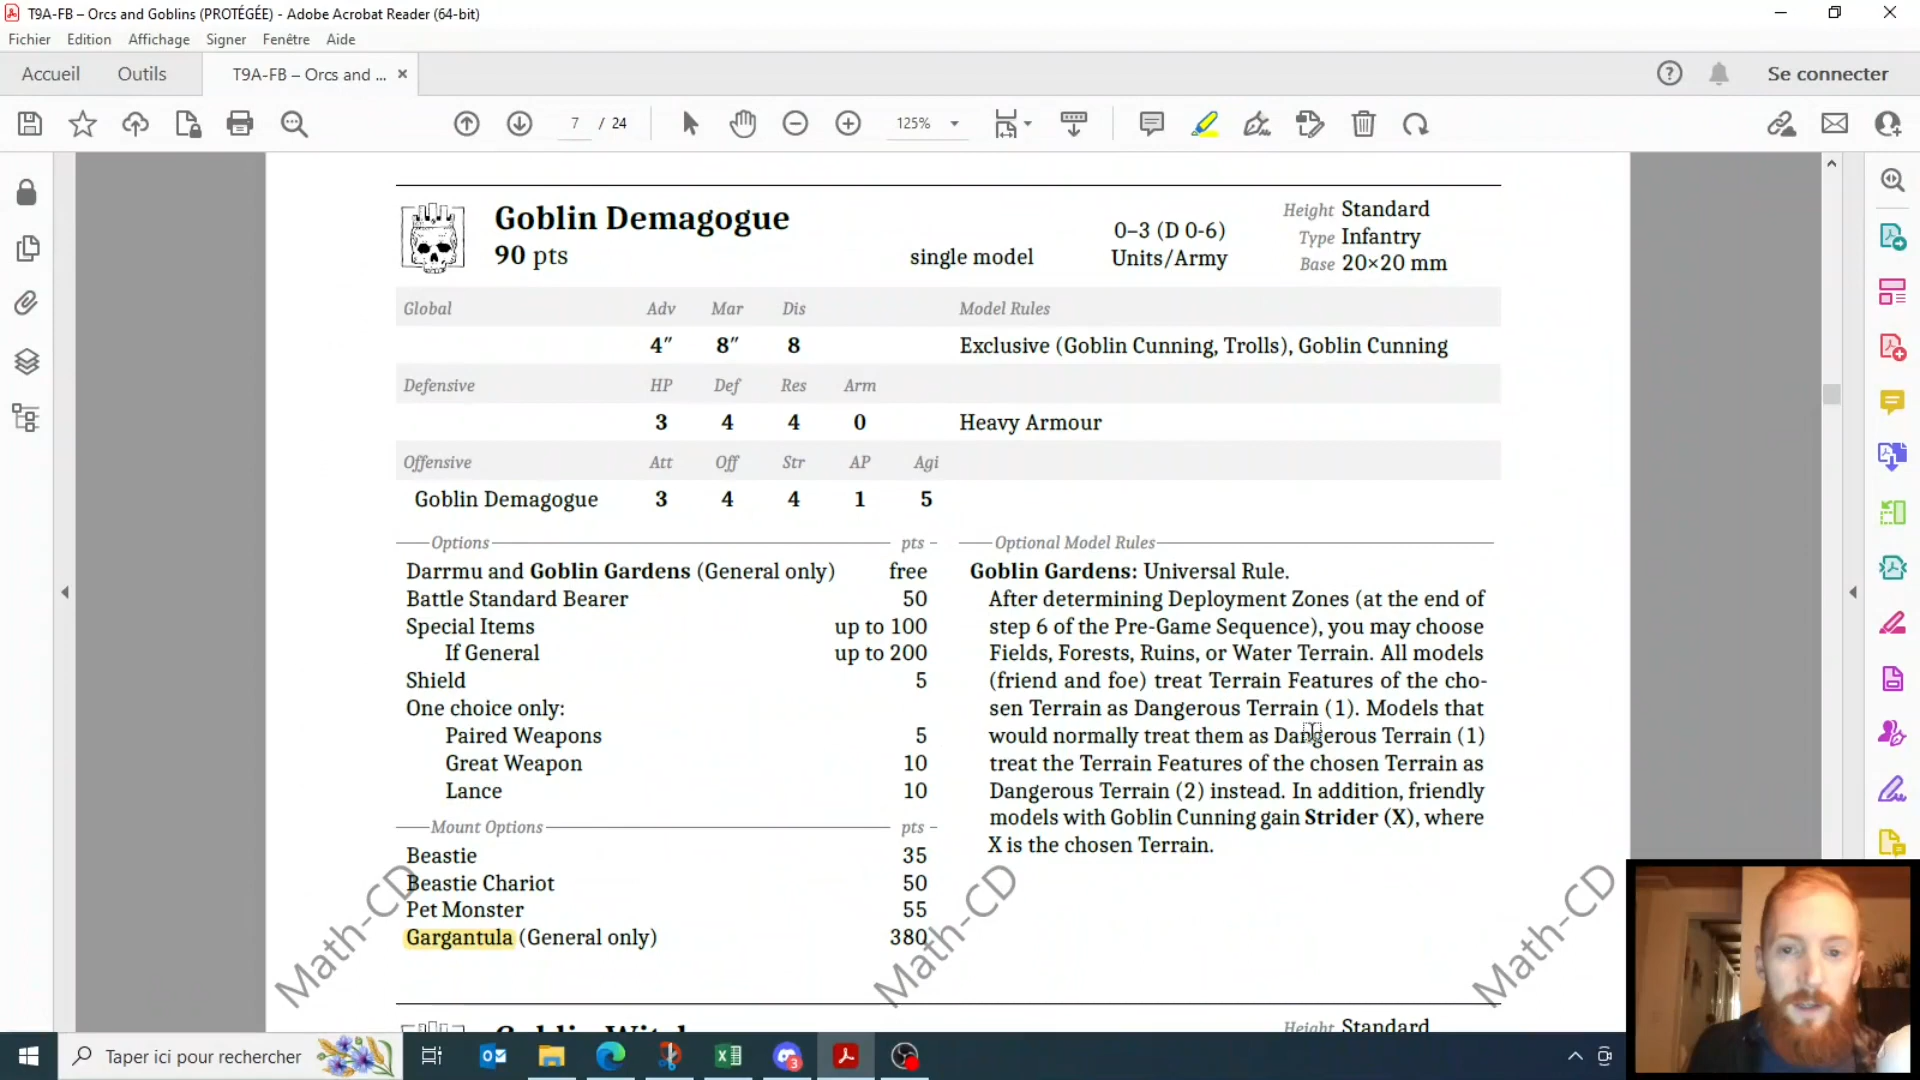 T9A-FB – Orcs and Goblins (PROTÉGÉE) - Adobe Acrobat Reader (64-bit)
Fichier Edition Affichage Signer Fenêtre Aide
Accueil Outils T9A-FB – Orcs and ... × Se connecter
7 / 24 125%
Goblin Demagogue
90 pts
single model
0–3 (D 0-6)
Units/Army
Height Standard
Type Infantry
Base 20×20 mm
Global Adv Mar Dis Model Rules
4″ 8″ 8 Exclusive (Goblin Cunning, Trolls), Goblin Cunning
Defensive HP Def Res Arm
3 4 4 0 Heavy Armour
Offensive Att Off Str AP Agi
Goblin Demagogue 3 4 4 1 5
Options pts
Darrmu and Goblin Gardens (General only) free
Battle Standard Bearer 50
Special Items up to 100
If General up to 200
Shield 5
One choice only:
Paired Weapons 5
Great Weapon 10
Lance 10
Mount Options pts
Beastie 35
Beastie Chariot 50
Pet Monster 55
Gargantula (General only) 380
Optional Model Rules
Goblin Gardens: Universal Rule.
After determining Deployment Zones (at the end of
step 6 of the Pre-Game Sequence), you may choose
Fields, Forests, Ruins, or Water Terrain. All models
(friend and foe) treat Terrain Features of the cho-
sen Terrain as Dangerous Terrain (1). Models that
would normally treat them as Dangerous Terrain (1)
treat the Terrain Features of the chosen Terrain as
Dangerous Terrain (2) instead. In addition, friendly
models with Goblin Cunning gain Strider (X), where
X is the chosen Terrain.
Math-CD Math-CD Math-CD
Goblin Witch
Height Standard
Taper ici pour rechercher
3